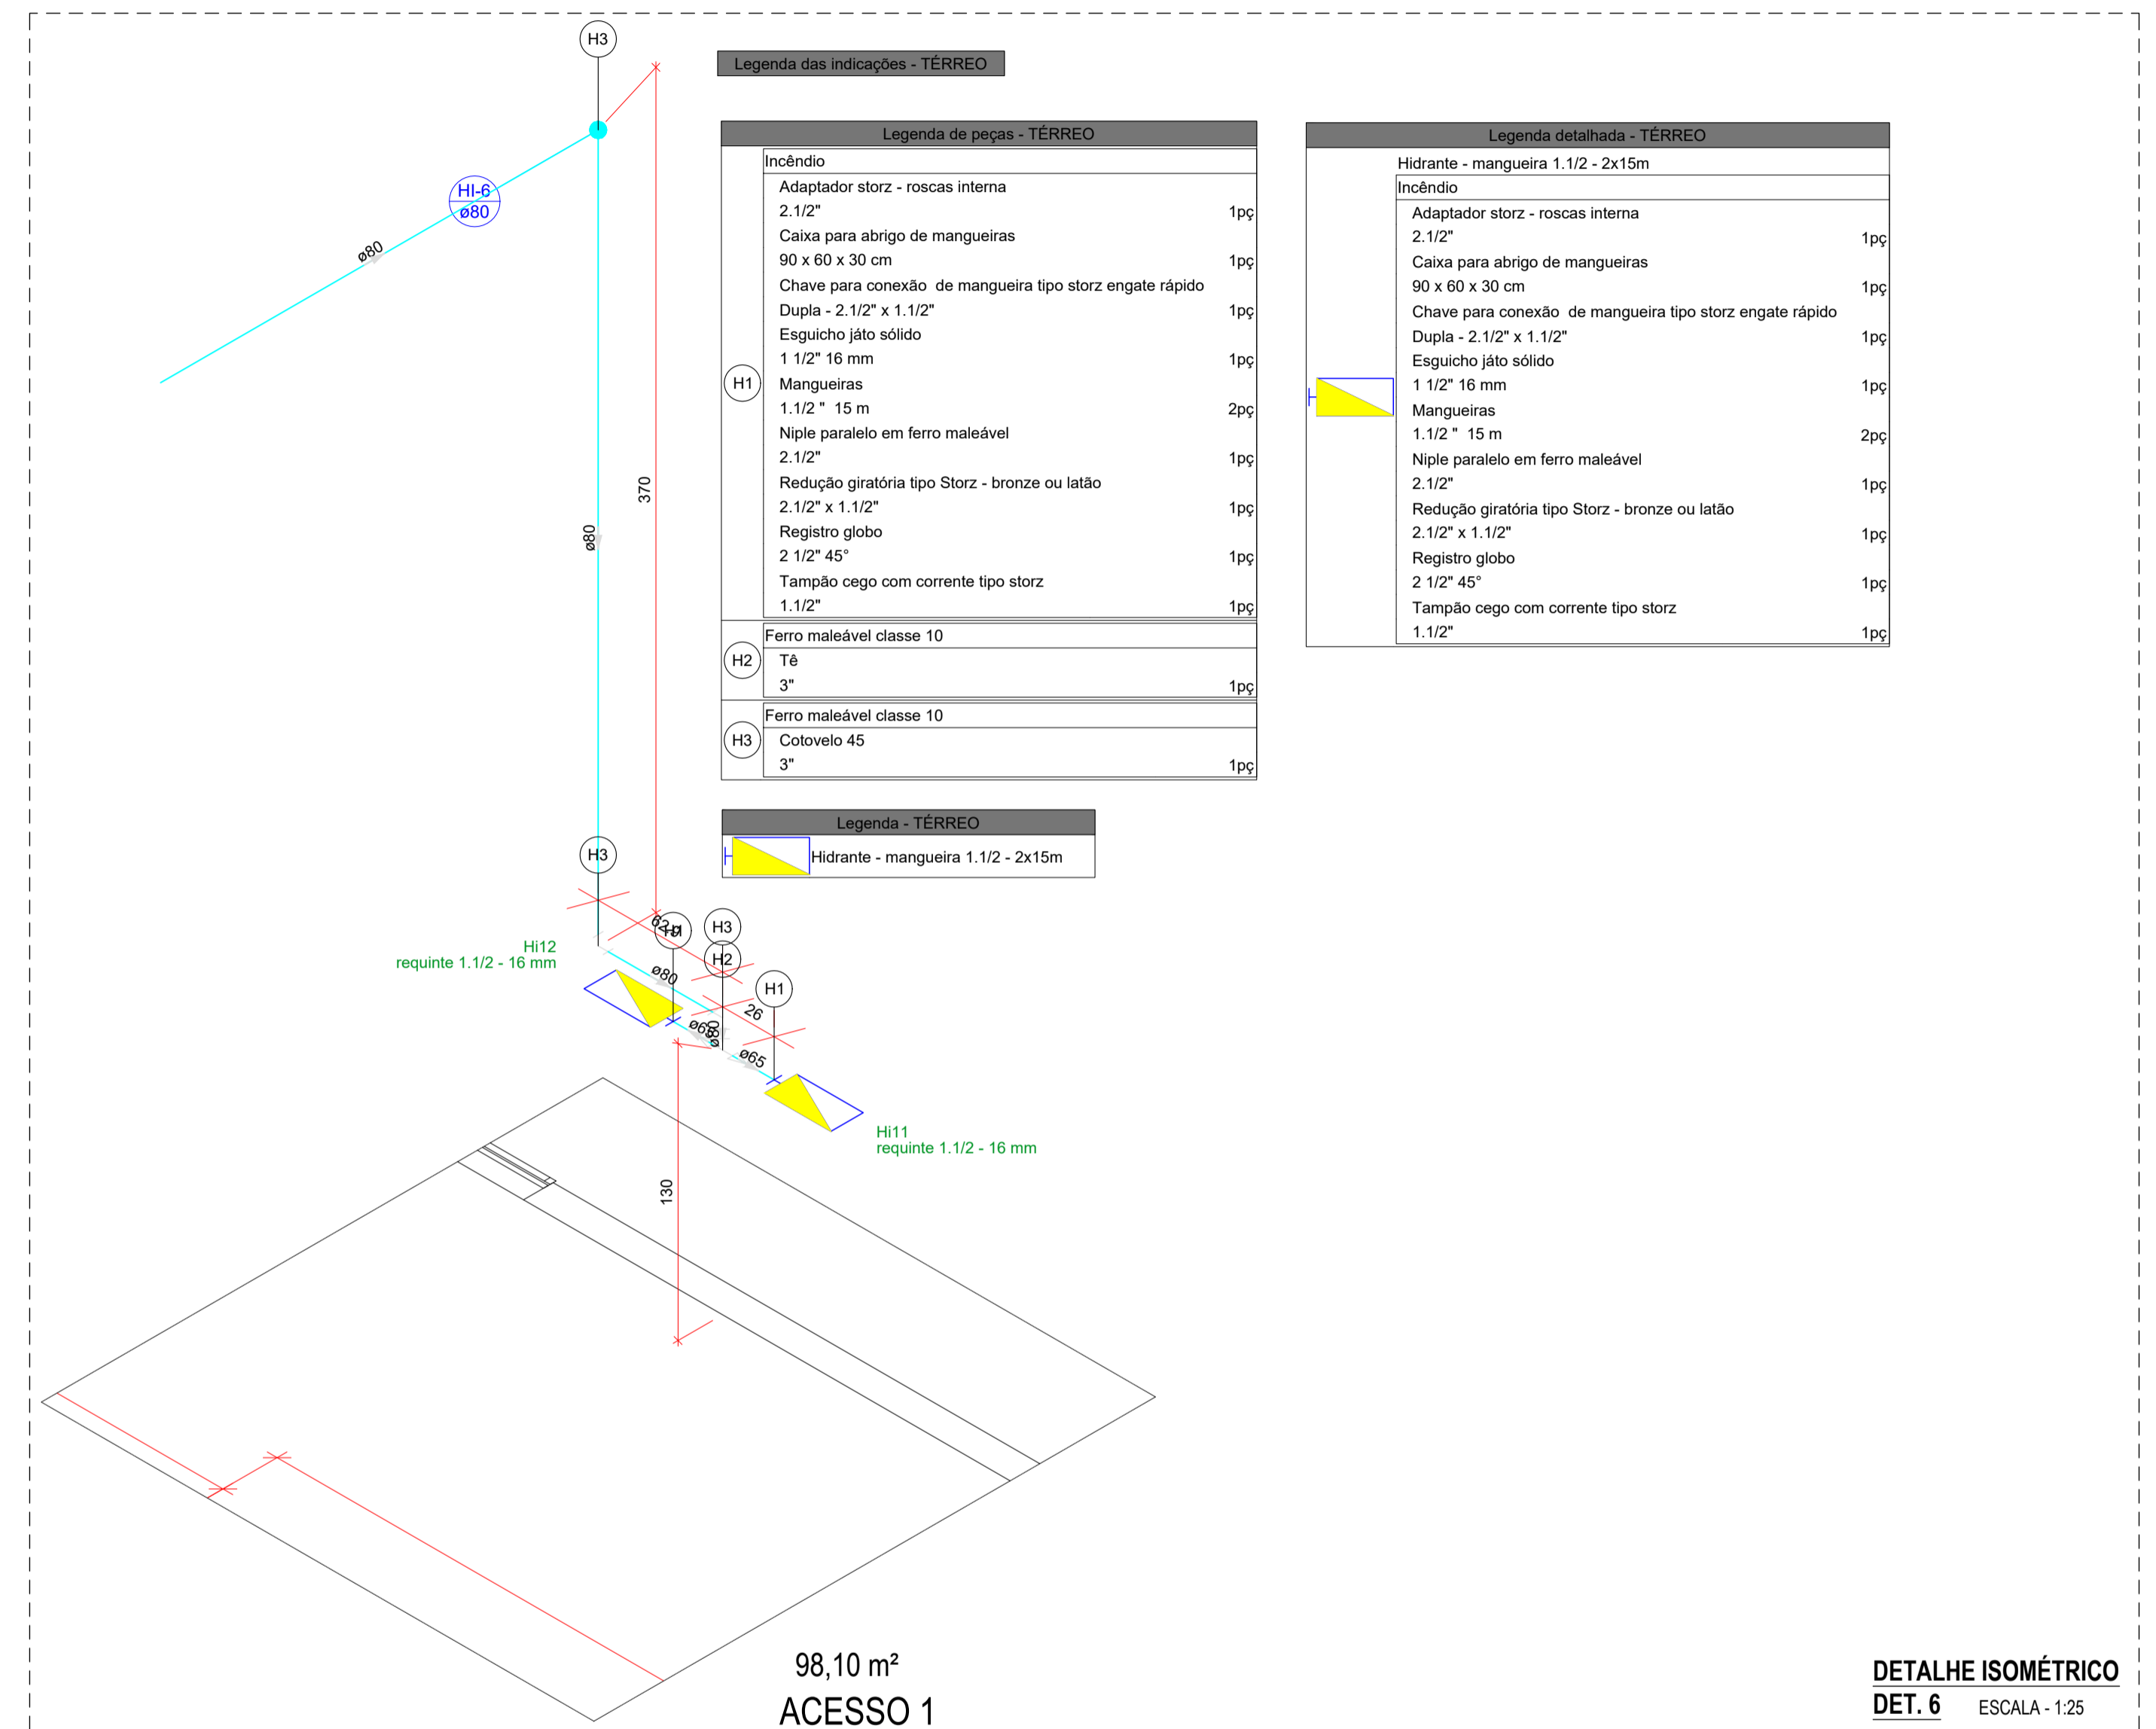 H3
Legenda das indicações - TÉRREO
Legenda de peças - TÉRREO
H1
Incêndio
Adaptador storz - roscas interna
2.1/2" 1pç
Caixa para abrigo de mangueiras
90 x 60 x 30 cm 1pç
Chave para conexão  de mangueira tipo storz engate rápido
Dupla - 2.1/2" x 1.1/2" 1pç
Esguicho játo sólido
1 1/2" 16 mm 1pç
Mangueiras
1.1/2 "  15 m 2pç
Niple paralelo em ferro maleável
2.1/2" 1pç
Redução giratória tipo Storz - bronze ou latão
2.1/2" x 1.1/2" 1pç
Registro globo
2 1/2" 45° 1pç
Tampão cego com corrente tipo storz
1.1/2" 1pç
H2
Ferro maleável classe 10
Tê
3" 1pç
H3
Ferro maleável classe 10
Cotovelo 45
3" 1pç
Legenda detalhada - TÉRREO
Hidrante - mangueira 1.1/2 - 2x15m
Incêndio
Adaptador storz - roscas interna
2.1/2" 1pç
Caixa para abrigo de mangueiras
90 x 60 x 30 cm 1pç
Chave para conexão  de mangueira tipo storz engate rápido
Dupla - 2.1/2" x 1.1/2" 1pç
Esguicho játo sólido
1 1/2" 16 mm 1pç
Mangueiras
1.1/2 "  15 m 2pç
Niple paralelo em ferro maleável
2.1/2" 1pç
Redução giratória tipo Storz - bronze ou latão
2.1/2" x 1.1/2" 1pç
Registro globo
2 1/2" 45° 1pç
Tampão cego com corrente tipo storz
1.1/2" 1pç
Legenda - TÉRREO
Hidrante - mangueira 1.1/2 - 2x15m
HI-6
ø80
ø80
370
ø80
H3
H3
H1
H2
H1
Hi12
requinte 1.1/2 - 16 mm
ø80
26
ø65
ø80
ø65
Hi11
requinte 1.1/2 - 16 mm
130
98,10 m²
ACESSO 1
DETALHE ISOMÉTRICO
DET. 6 ESCALA - 1:25